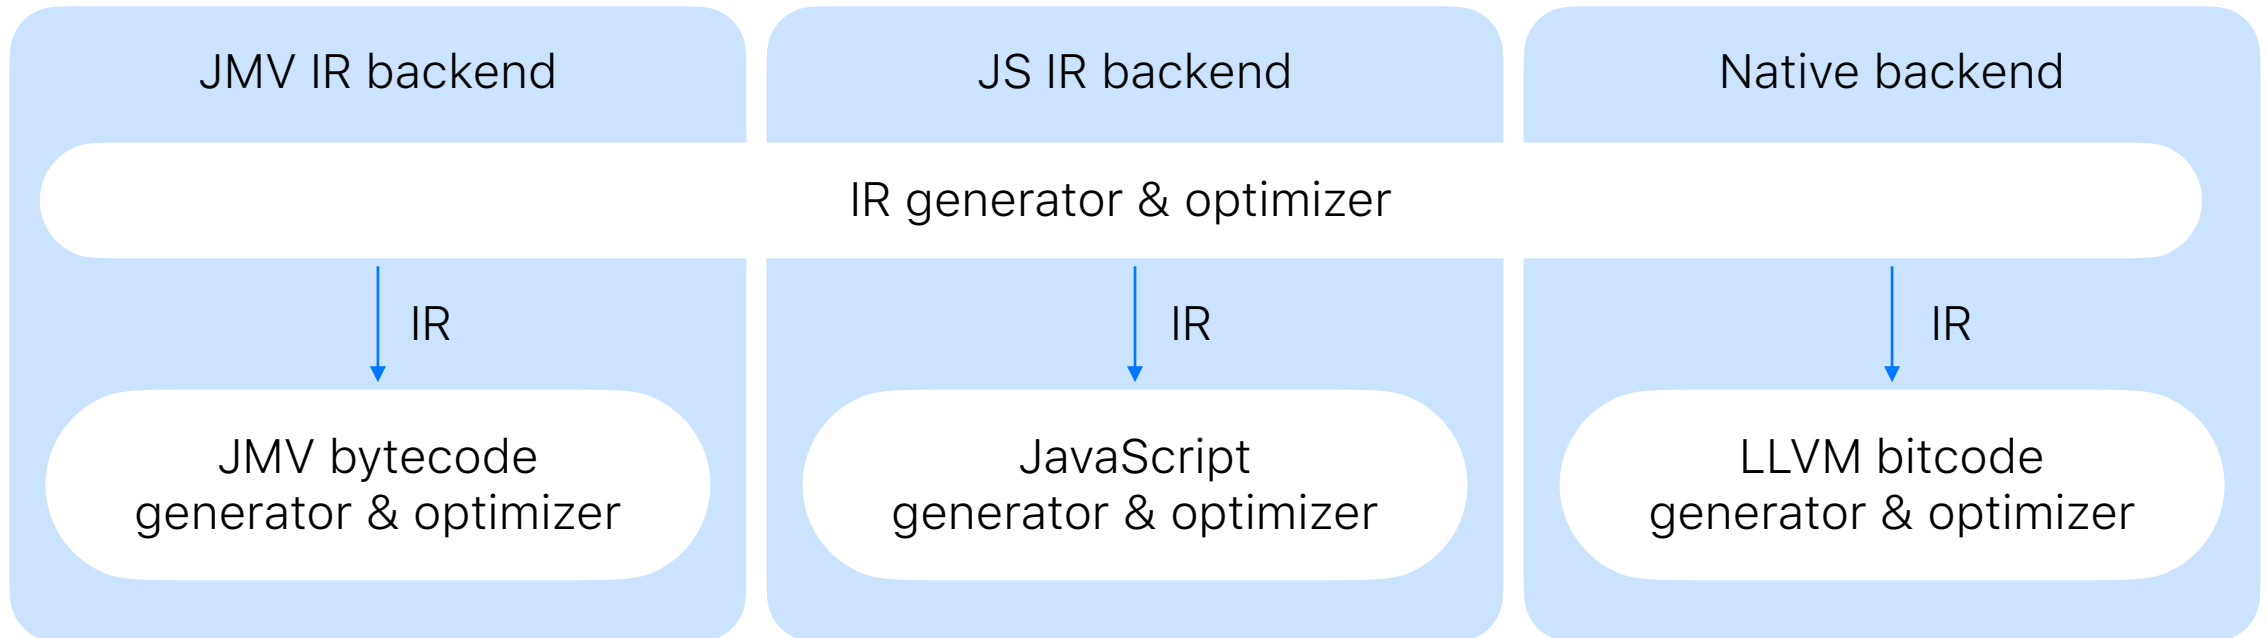 JMV IR backend
JS IR backend
Native backend
IR generator & optimizer
IR
IR
IR
JMV bytecode
generator & optimizer
JavaScript
generator & optimizer
LLVM bitcode
generator & optimizer